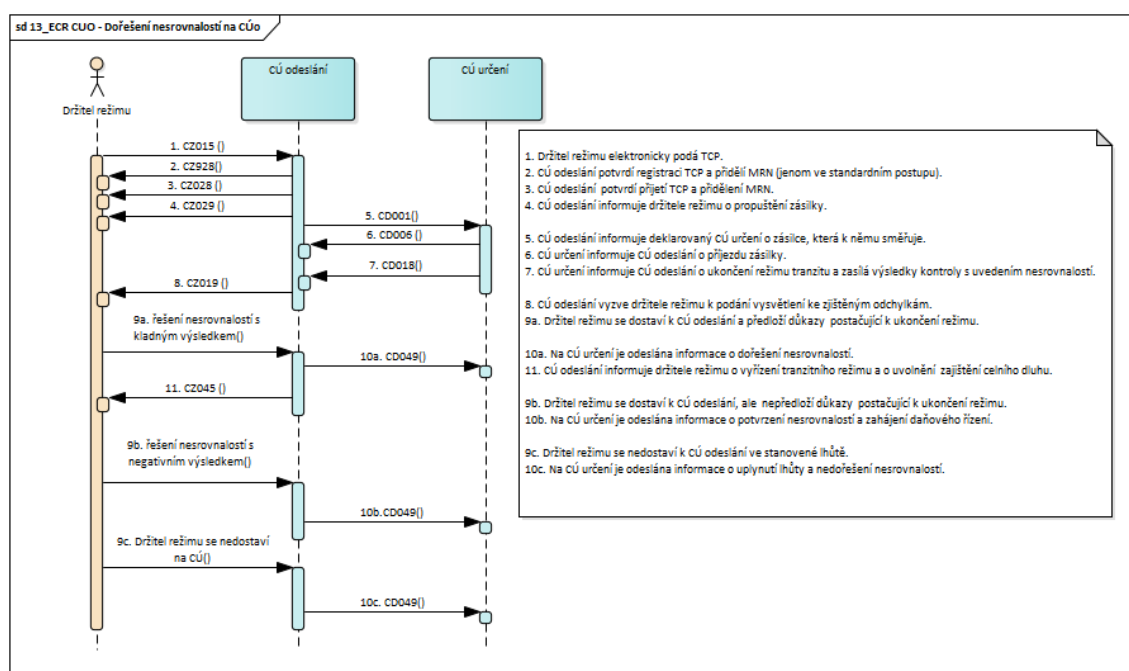 sd 13_ECR CUO - Dořešení nesrovnalostí na CÚo
Držitel režimu
CÚ odeslání
CÚ určení
1. CZ015 ()
2. CZ928()
3. CZ028 ()
4. CZ029 ()
5. CD001()
6. CD006 ()
7. CD018()
8. CZ019 ()
9a. řešení nesrovnalostí s
kladným výsledkem()
10a. CD049()
11. CZ045 ()
9b. řešení nesrovnalostí s
negativním výsledkem()
10b.CD049()
9c. Držitel režimu se nedostaví
na CÚ()
10c. CD049()
1. Držitel režimu elektronicky podá TCP.
2. CÚ odeslání potvrdí registraci TCP a přidělí MRN (jenom ve standardním postupu).
3. CÚ odeslání potvrdí přijetí TCP a přidělení MRN.
4. CÚ odeslání informuje držitele režimu o propuštění zásilky.
5. CÚ odeslání informuje deklarovaný CÚ určení o zásilce, která k němu směřuje.
6. CÚ určení informuje CÚ odeslání o příjezdu zásilky.
7. CÚ určení informuje CÚ odeslání o ukončení režimu tranzitu a zasílá výsledky kontroly s uvedením nesrovnalostí.
8. CÚ odeslání vyzve držitele režimu k podání vysvětlení ke zjištěným odchylkám.
9a. Držitel režimu se dostaví k CÚ odeslání a předloží důkazy postačující k ukončení režimu.
10a. Na CÚ určení je odeslána informace o dořešení nesrovnalostí.
11. CÚ odeslání informuje držitele režimu o vyřízení tranzitního režimu a o uvolnění zajištění celního dluhu.
9b. Držitel režimu se dostaví k CÚ odeslání, ale nepředloží důkazy postačující k ukončení režimu.
10b. Na CÚ určení je odeslána informace o potvrzení nesrovnalostí a zahájení daňového řízení.
9c. Držitel režimu se nedostaví k CÚ odeslání ve stanovené lhůtě.
10c. Na CÚ určení je odeslána informace o uplynutí lhůty a nedořešení nesrovnalostí.